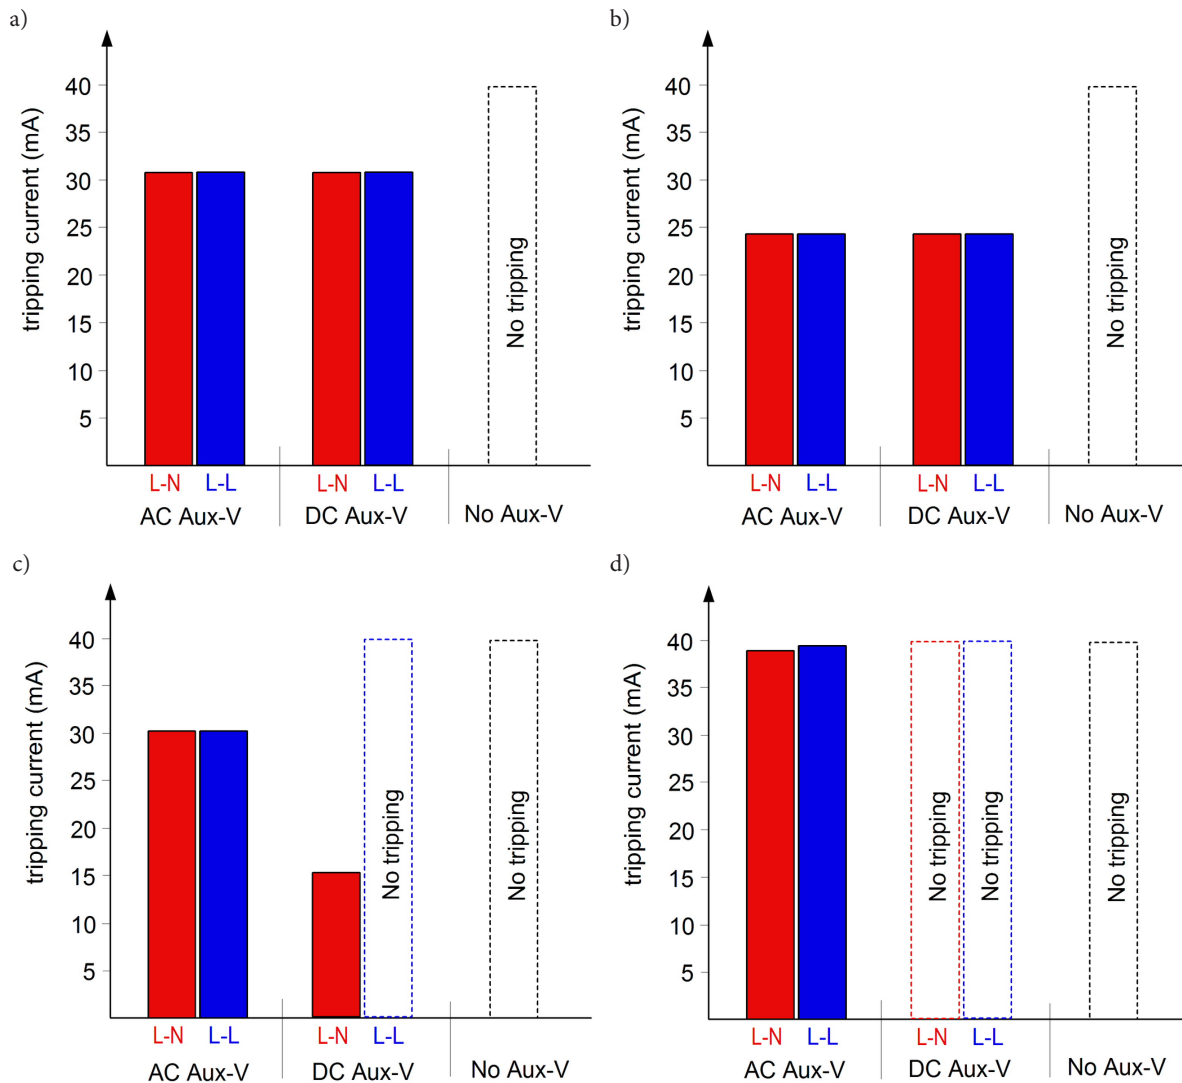 a)
tripping current (mA)
40
35
30
25
20
15
10
5
No tripping
L-N L-L L-N L-L
AC Aux-V DC Aux-V No Aux-V
b)
tripping current (mA)
40
35
30
25
20
15
10
5
No tripping
L-N L-L L-N L-L
AC Aux-V DC Aux-V No Aux-V
c)
tripping current (mA)
40
35
30
25
20
15
10
5
No tripping
No tripping
L-N L-L L-N L-L
AC Aux-V DC Aux-V No Aux-V
d)
tripping current (mA)
40
35
30
25
20
15
10
5
No tripping
No tripping
No tripping
L-N L-L L-N L-L
AC Aux-V DC Aux-V No Aux-V